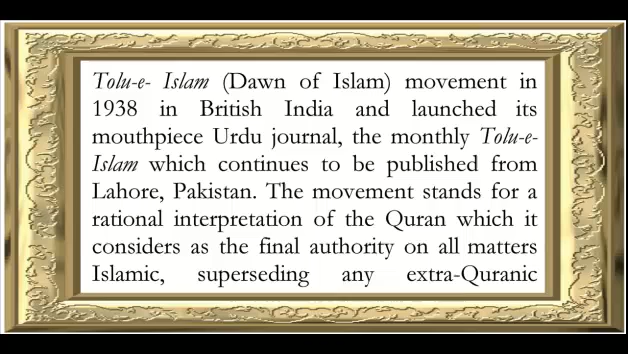 Tolu-e- Islam (Dawn of Islam) movement in
1938 in British India and launched its
mouthpiece Urdu journal, the monthly Tolu-e-
Islam which continues to be published from
Lahore, Pakistan. The movement stands for a
rational interpretation of the Quran which it
considers as the final authority on all matters
Islamic, superseding any extra-Quranic